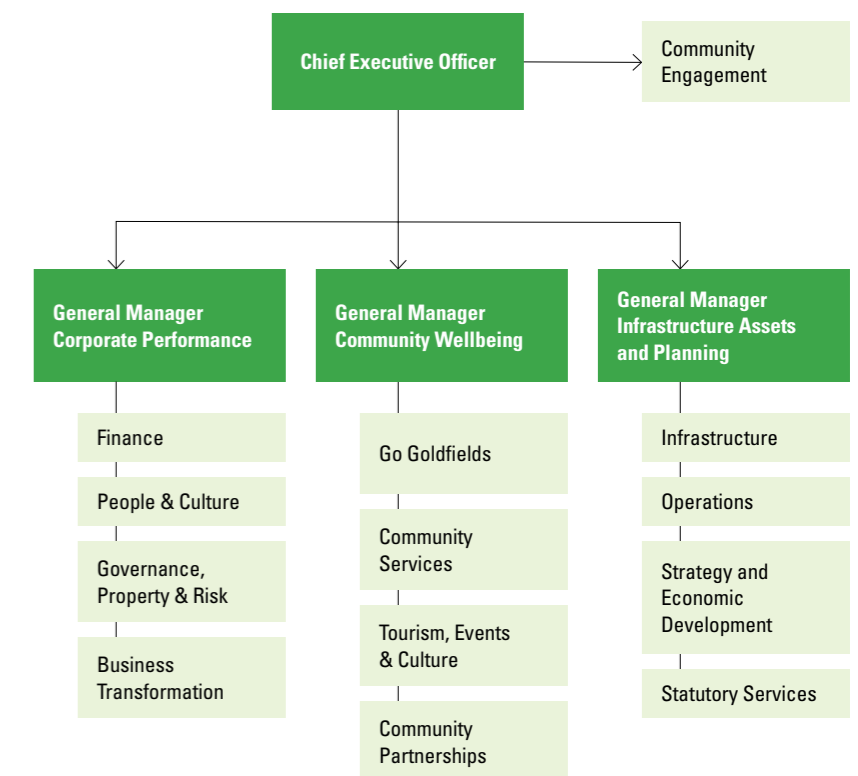 Chief Executive Officer
Community
Engagement
General Manager
Corporate Performance
Finance
People & Culture
Governance,
Property & Risk
Business
Transformation
General Manager
Community Wellbeing
Go Goldfields
Community
Services
Tourism, Events
& Culture
Community
Partnerships
General Manager
Infrastructure Assets
and Planning
Infrastructure
Operations
Strategy and
Economic
Development
Statutory Services